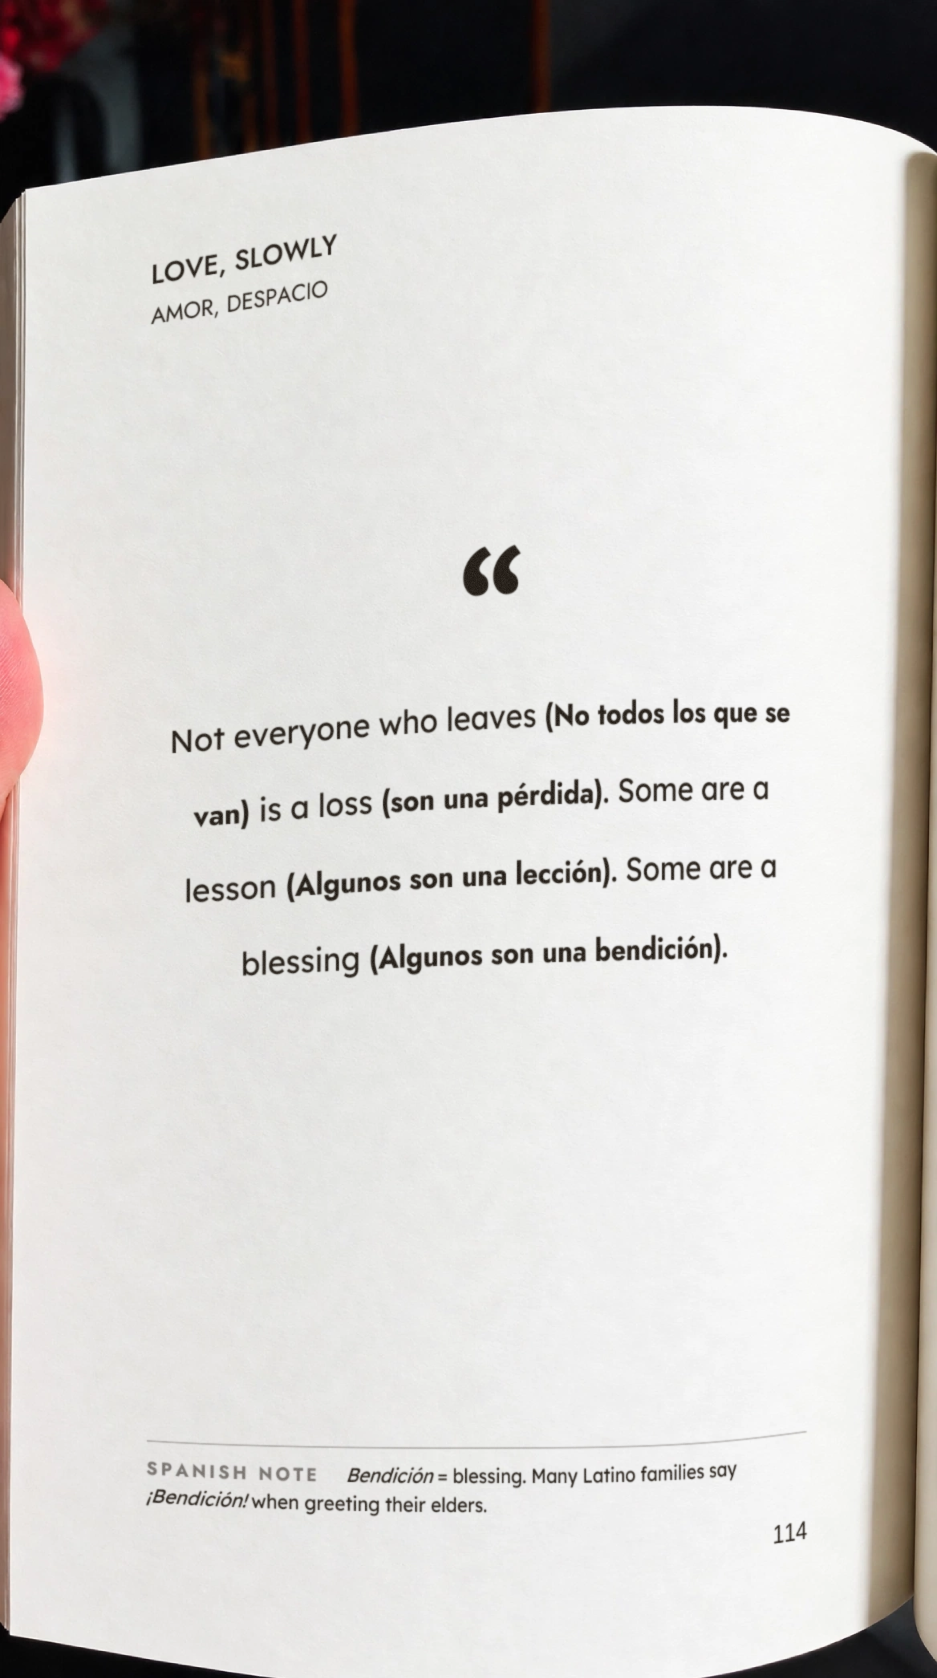 LOVE, SLOWLY
AMOR, DESPACIO
“
Not everyone who leaves (No todos los que se
van) is a loss (son una pérdida). Some are a
lesson (Algunos son una lección). Some are a
blessing (Algunos son una bendición).
SPANISH NOTE Bendición = blessing. Many Latino families say
¡Bendición! when greeting their elders.
114